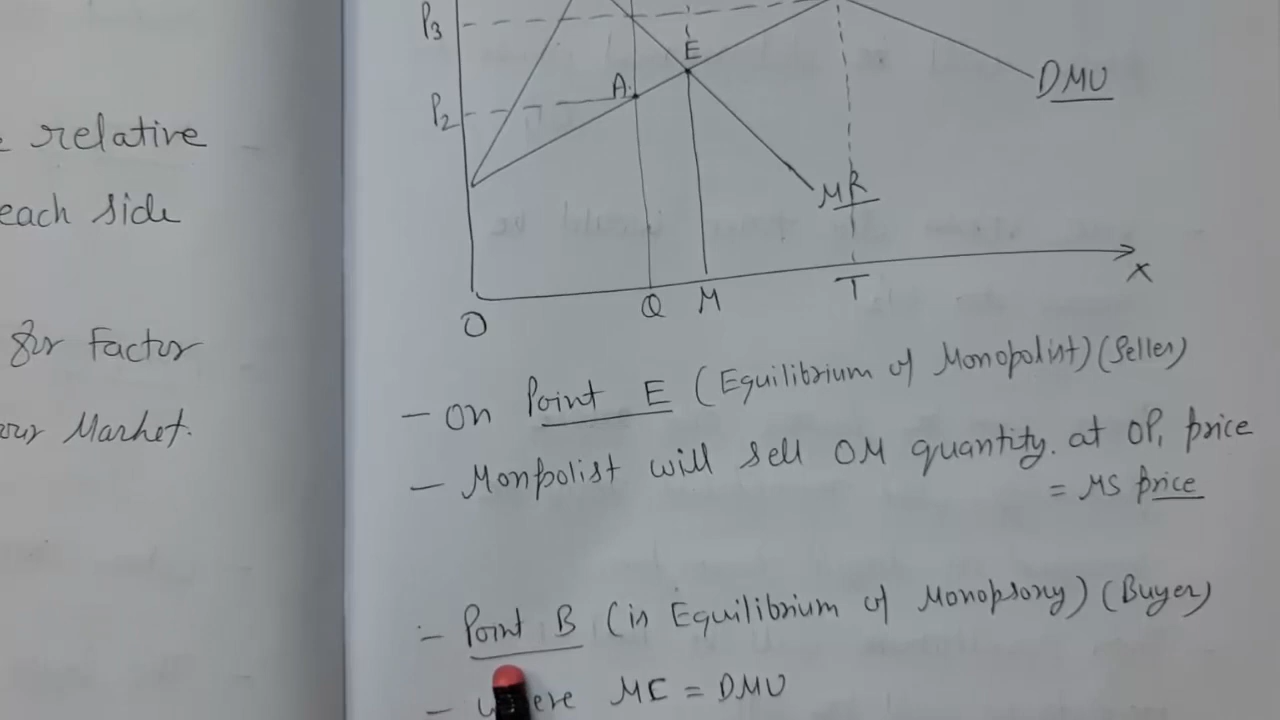 P3
E
A
DMU
P2
relative
each side
MR
X
O
Q
M
T
for Factor
Market.
- On Point E (Equilibrium of Monopolist) (Seller)
- Monpolist will sell OM quantity. at OP1 price
= MS price
- Point B (is Equilibrium of Monopsony) (Buyer)
- where ME = DMU